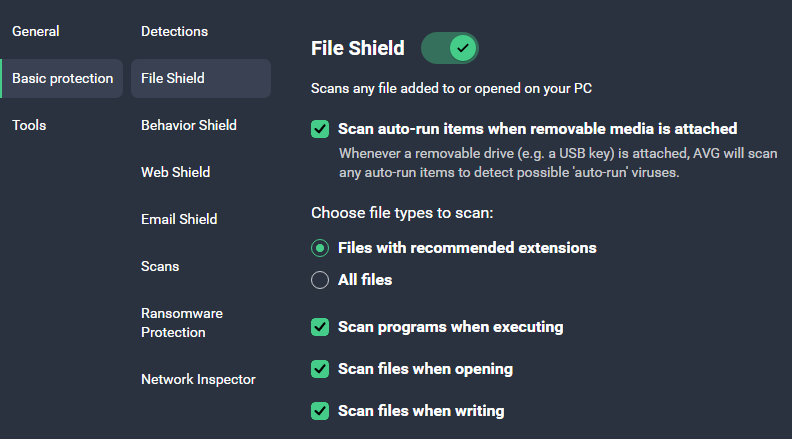 General
Basic protection
Tools
Detections
File Shield
Behavior Shield
Web Shield
Email Shield
Scans
Ransomware
Protection
Network Inspector
File Shield
Scans any file added to or opened on your PC
Scan auto-run items when removable media is attached
Whenever a removable drive (e.g. a USB key) is attached, AVG will scan
any auto-run items to detect possible 'auto-run' viruses.
Choose file types to scan:
Files with recommended extensions
All files
Scan programs when executing
Scan files when opening
Scan files when writing